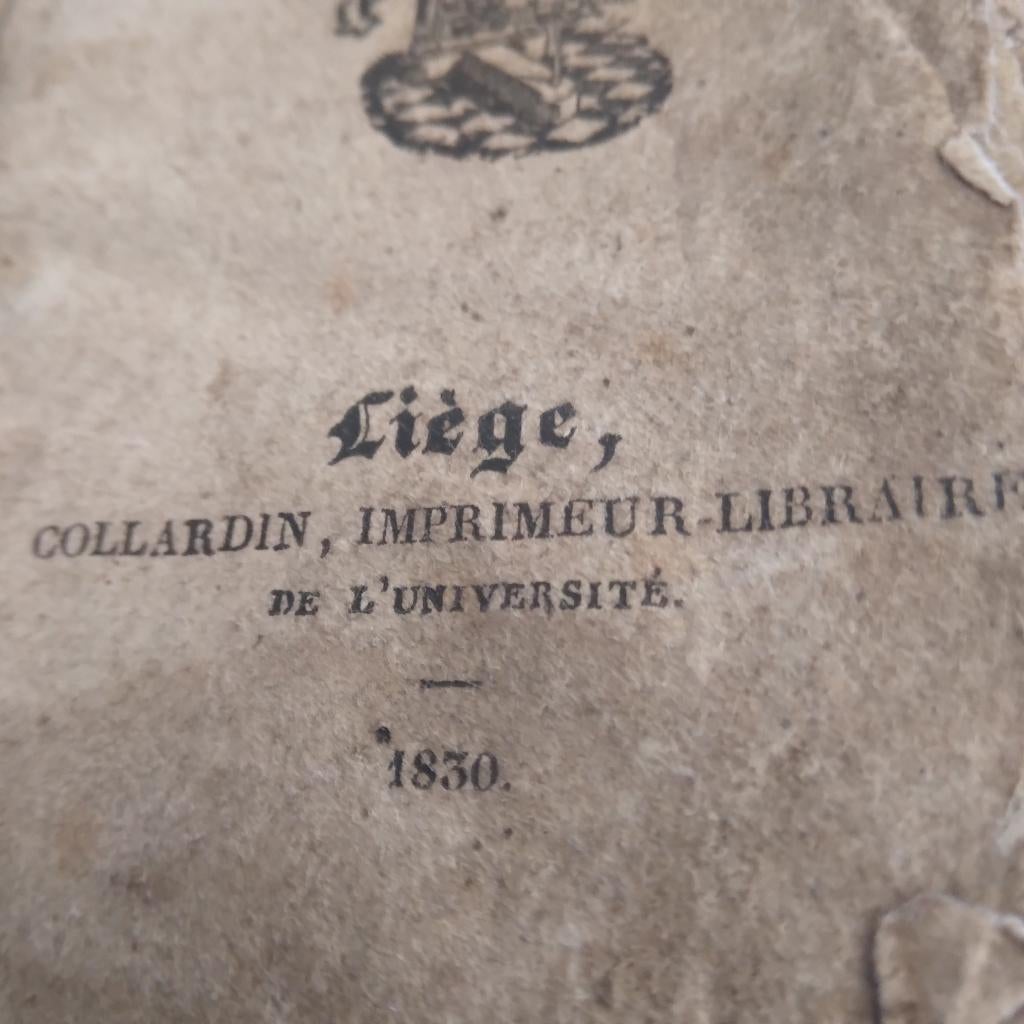 Liège,
COLLARDIN, IMPRIMEUR-LIBRAIRE
DE L'UNIVERSITÉ.
1830.